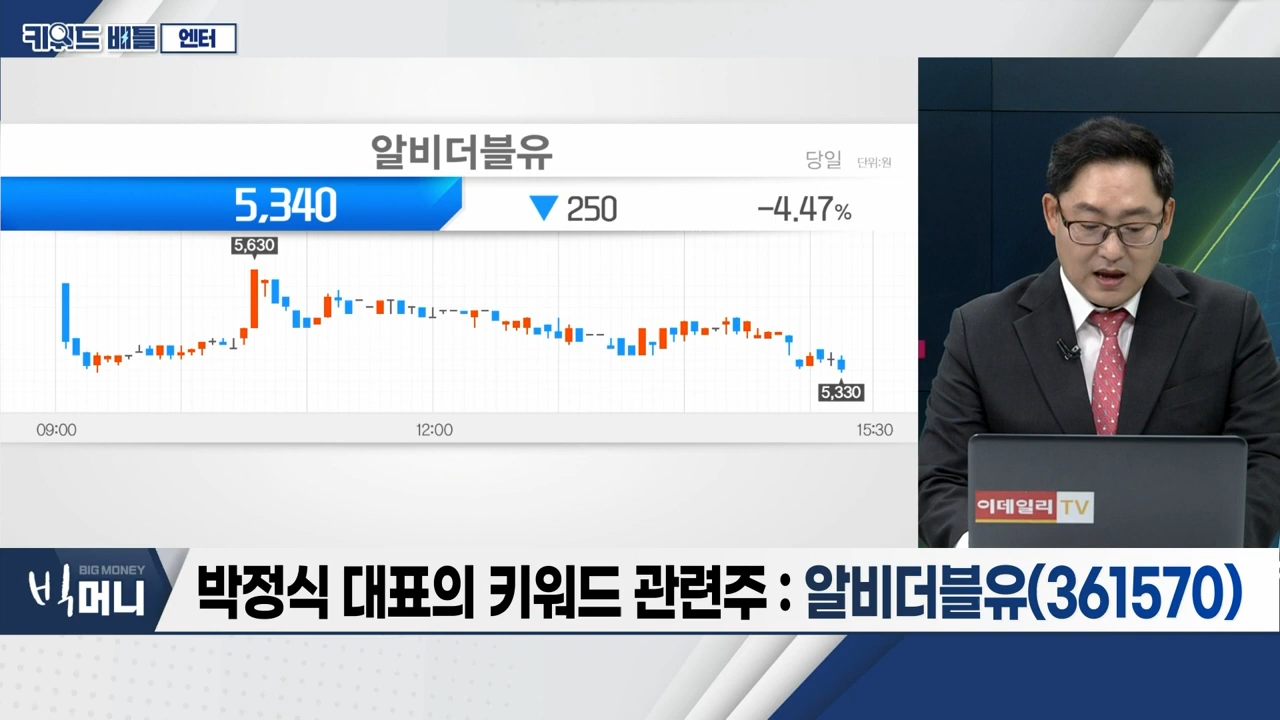 키워드 배틀 엔터
알비더블유
당일 단위:원
5,340 ▼ 250 -4.47%
5,630
5,330
09:00 12:00 15:30
이데일리 TV
빅머니 BIG MONEY
박정식 대표의 키워드 관련주 : 알비더블유(361570)